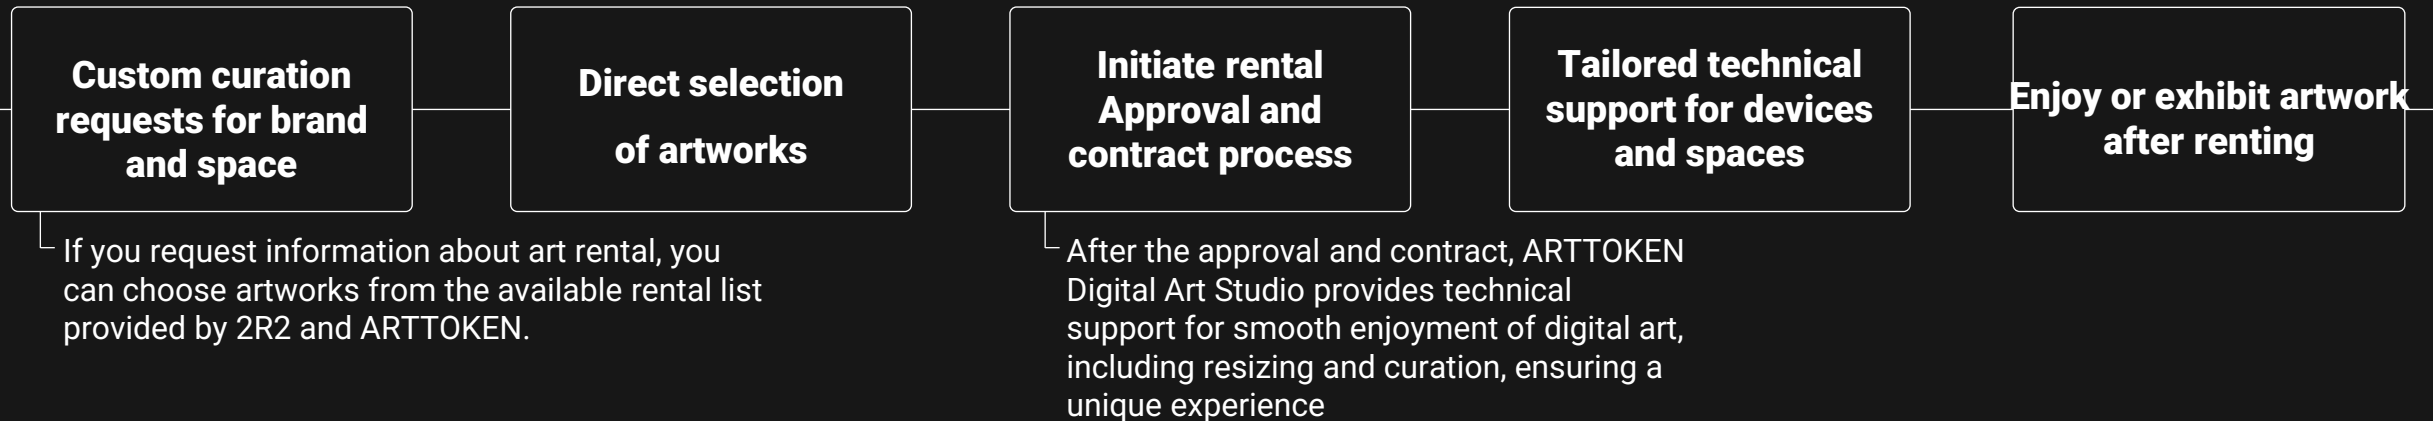 Custom curation
requests for brand
and space
Direct selection
of artworks
Initiate rental
Approval and
contract process
Tailored technical
support for devices
and spaces
Enjoy or exhibit artwork
after renting
If you request information about art rental, you
can choose artworks from the available rental list
provided by 2R2 and ARTTOKEN.
After the approval and contract, ARTTOKEN
Digital Art Studio provides technical
support for smooth enjoyment of digital art,
including resizing and curation, ensuring a
unique experience